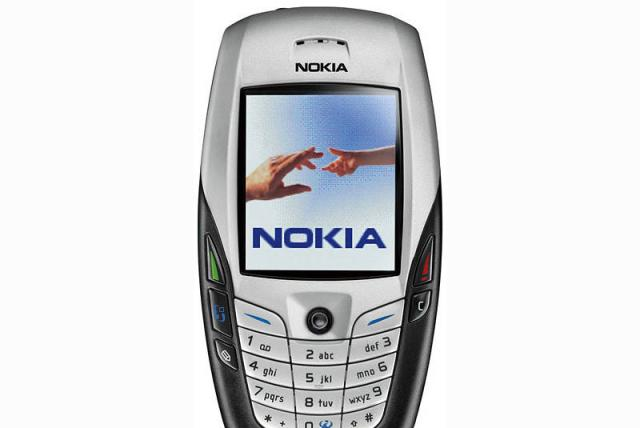 NOKIA
NOKIA
1
2 abc
def 3
4 ghi
5 jkl
mno 6
7 pqrs
8 tuv
wxyz 9
* +
0
#